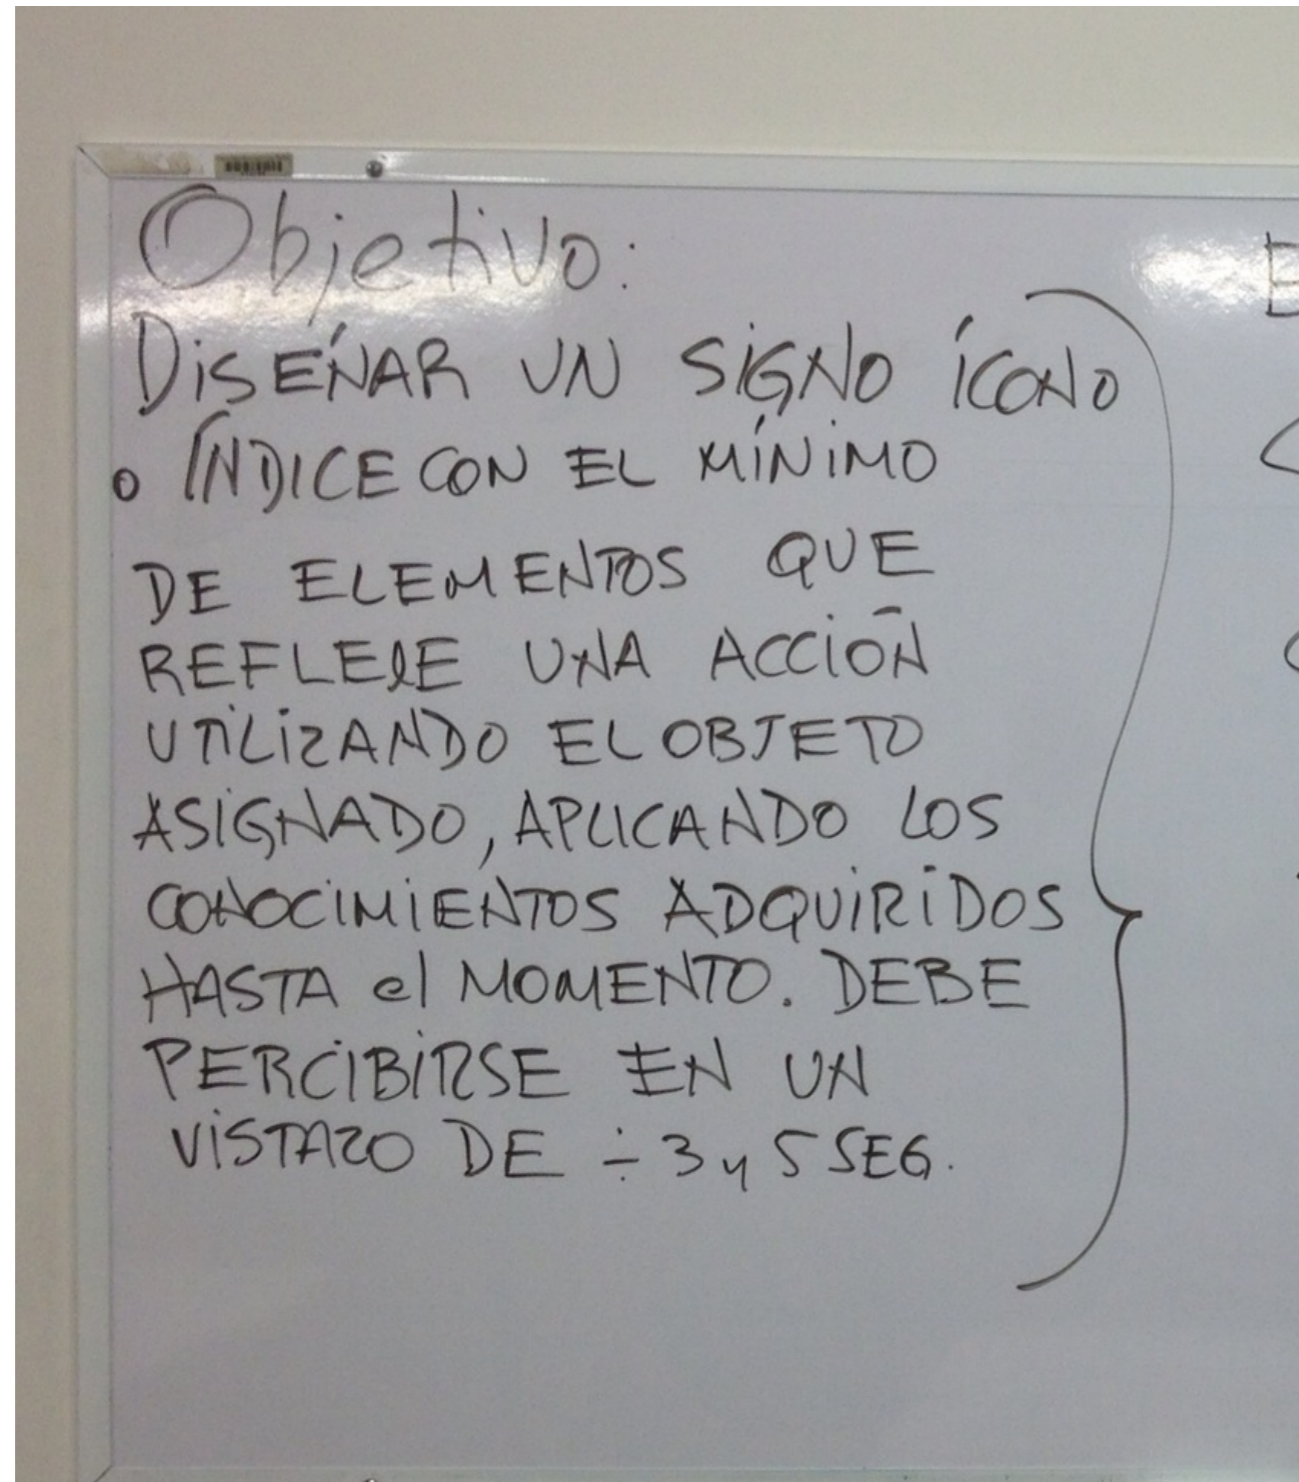 Objetivo:
DISEÑAR UN SIGNO ÍCONO
o ÍNDICE CON EL MÍNIMO
DE ELEMENTOS QUE
REFLEJE UNA ACCIÓN
UTILIZANDO EL OBJETO
ASIGNADO, APLICANDO LOS
CONOCIMIENTOS ADQUIRIDOS
HASTA el MOMENTO. DEBE
PERCIBIRSE EN UN
VISTAZO DE ÷ 3 y 5 SEG.